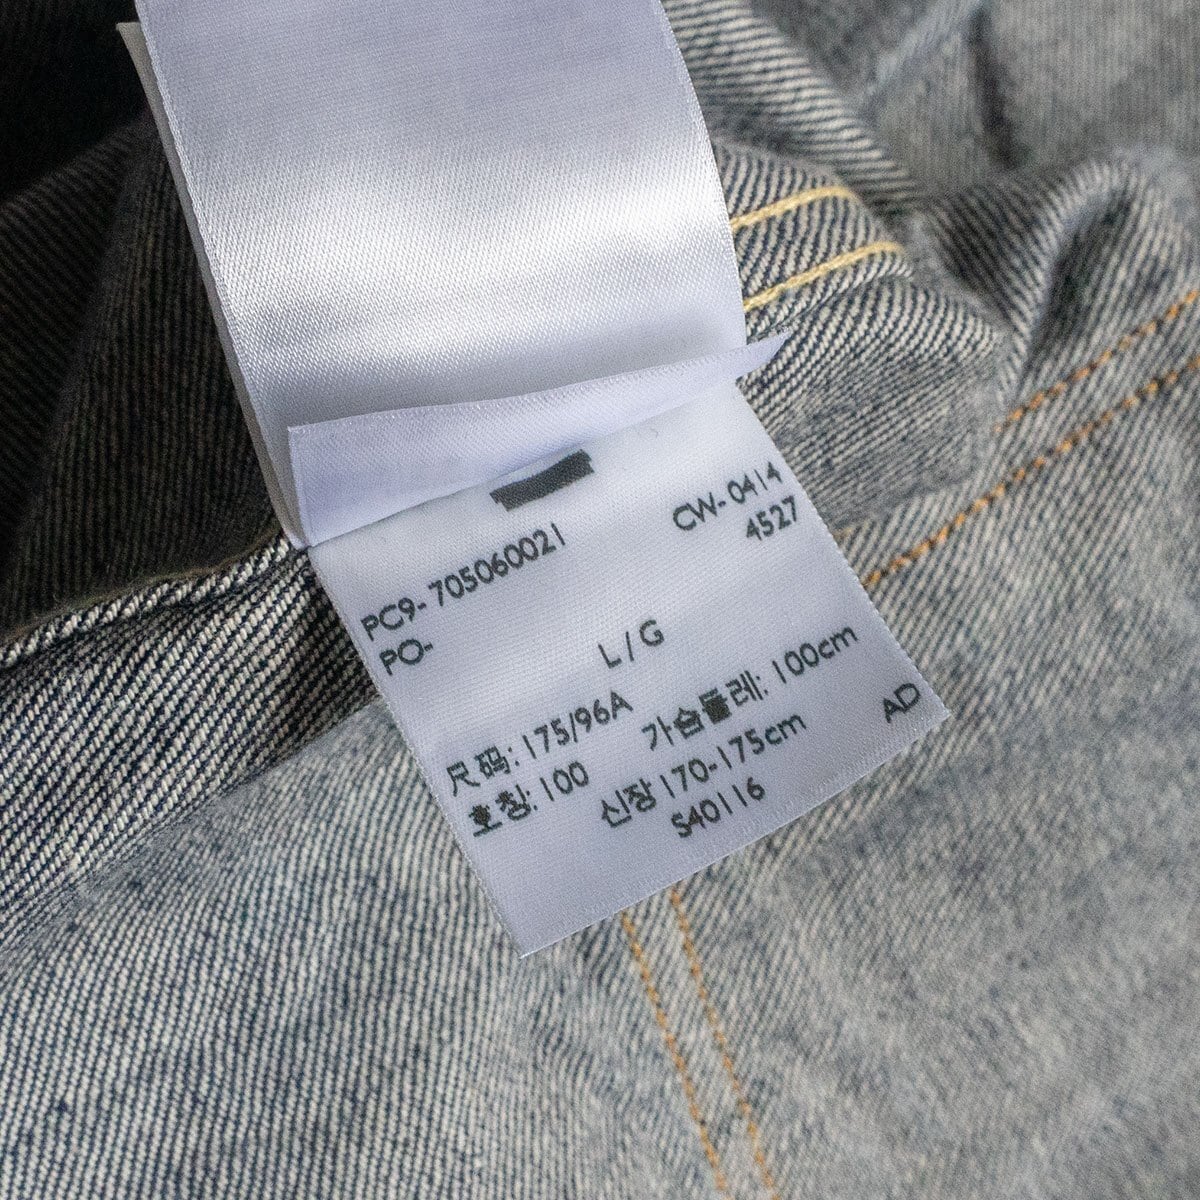 PC9-705060021 CW-0414
PO- 4527
L/G
尺码: 175/96A 가슴둘레: 100cm
호칭: 100 신장 170-175cm AD
S40116